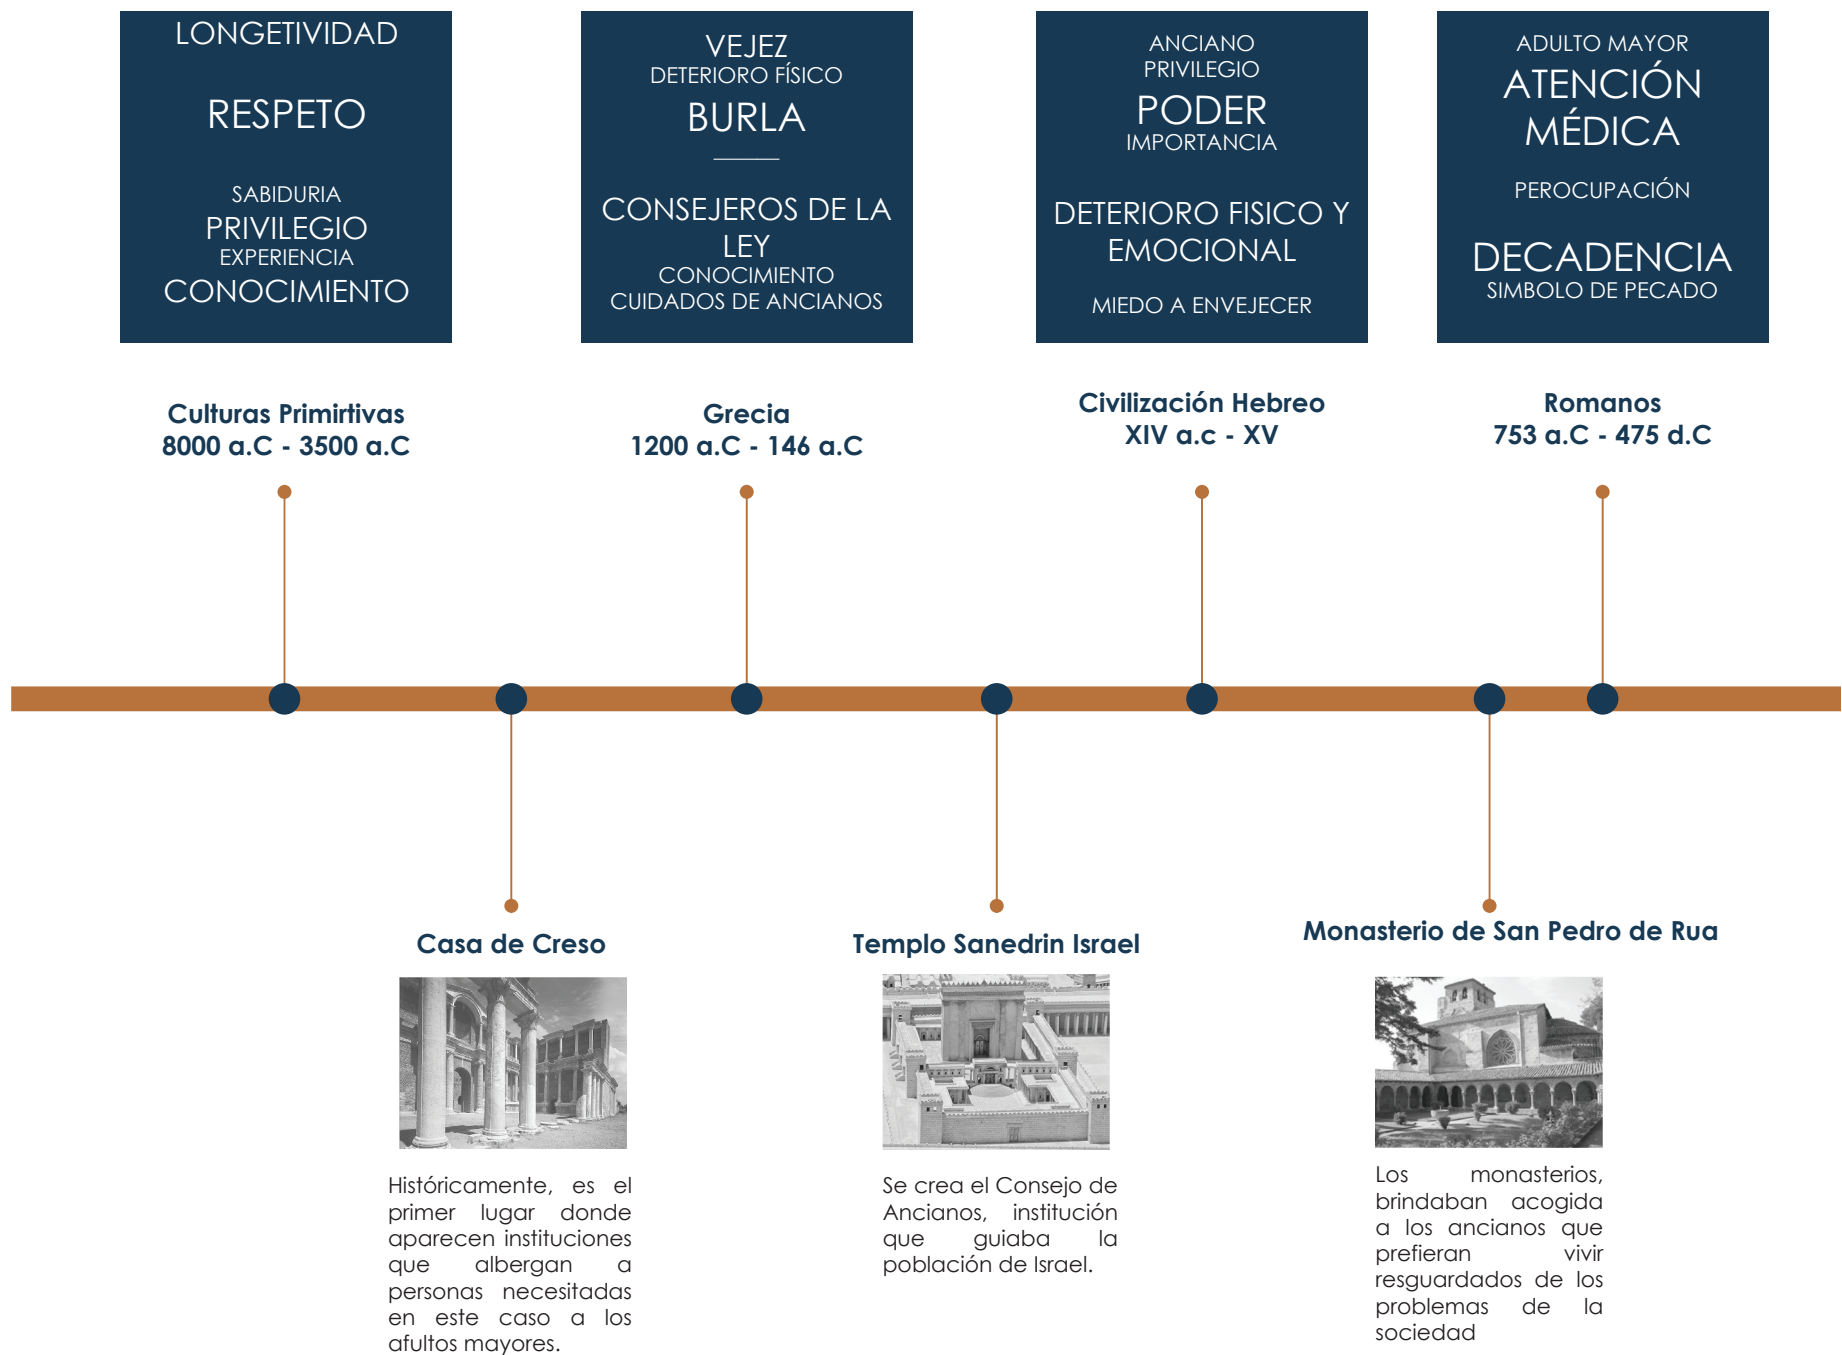 LONGETIVIDAD
RESPETO
SABIDURIA
PRIVILEGIO
EXPERIENCIA
CONOCIMIENTO
VEJEZ
DETERIORO FÍSICO
BURLA
CONSEJEROS DE LA
LEY
CONOCIMIENTO
CUIDADOS DE ANCIANOS
ANCIANO
PRIVILEGIO
PODER
IMPORTANCIA
DETERIORO FISICO Y
EMOCIONAL
MIEDO A ENVEJECER
ADULTO MAYOR
ATENCIÓN
MÉDICA
PEROCUPACIÓN
DECADENCIA
SIMBOLO DE PECADO
Culturas Primirtivas
8000 a.C - 3500 a.C
Grecia
1200 a.C - 146 a.C
Civilización Hebreo
XIV a.c - XV
Romanos
753 a.C - 475 d.C
Casa de Creso
Históricamente, es el
primer lugar donde
aparecen instituciones
que albergan a
personas necesitadas
en este caso a los
afultos mayores.
Templo Sanedrin Israel
Se crea el Consejo de
Ancianos, institución
que guiaba la
población de Israel.
Monasterio de San Pedro de Rua
Los monasterios,
brindaban acogida
a los ancianos que
prefieran vivir
resguardados de los
problemas de la
sociedad